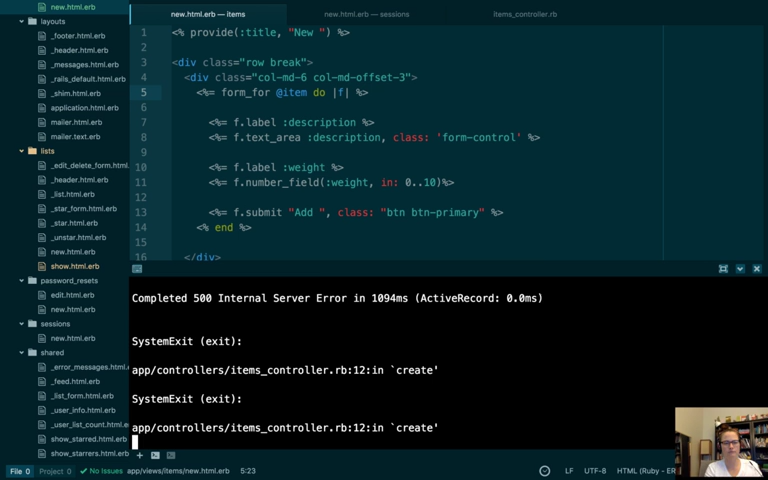 new.html.erb
layouts
_footer.html.erb
_header.html.erb
_messages.html.erb
_rails_default.html.erb
_shim.html.erb
application.html.erb
mailer.html.erb
mailer.text.erb
lists
_edit_delete_form.html.
_header.html.erb
_list.html.erb
_star_form.html.erb
_star.html.erb
_unstar.html.erb
new.html.erb
show.html.erb
password_resets
edit.html.erb
new.html.erb
sessions
new.html.erb
shared
_error_messages.html.
_feed.html.erb
_list_form.html.erb
_user_info.html.erb
_user_list_count.html.erb
show_starred.html.erb
show_starrers.html.erb
File 0 Project 0 No Issues app/views/items/new.html.erb 5:23
new.html.erb — items new.html.erb — sessions items_controller.rb
1 <% provide(:title, "New ") %>
2
3 <div class="row break">
4 <div class="col-md-6 col-md-offset-3">
5 <%= form_for @item do |f| %>
6
7 <%= f.label :description %>
8 <%= f.text_area :description, class: 'form-control' %>
9
10 <%= f.label :weight %>
11 <%= f.number_field(:weight, in: 0..10)%>
12
13 <%= f.submit "Add ", class: "btn btn-primary" %>
14 <% end %>
15
16 </div>
Completed 500 Internal Server Error in 1094ms (ActiveRecord: 0.0ms)
SystemExit (exit):
app/controllers/items_controller.rb:12:in `create'
SystemExit (exit):
app/controllers/items_controller.rb:12:in `create'
LF UTF-8 HTML (Ruby - ER